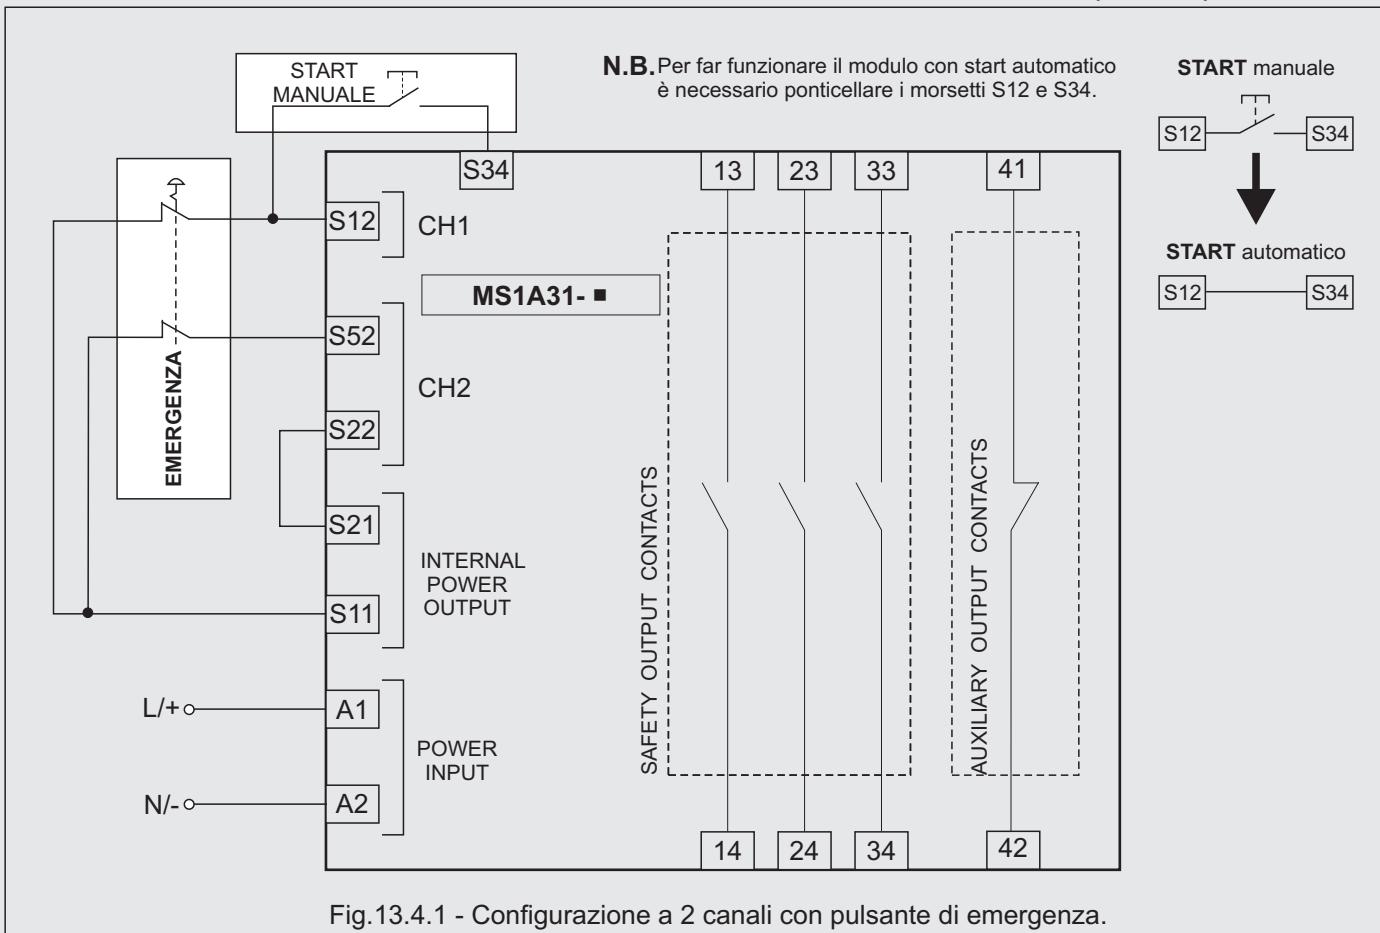 START
MANUALE
N.B. Per far funzionare il modulo con start automatico
è necessario ponticellare i morsetti S12 e S34.
START manuale
S12 S34
START automatico
S12 S34
S34
13 23 33 41
S12
CH1
MS1A31- ■
S52
CH2
S22
EMERGENZA
S21
INTERNAL
POWER
OUTPUT
S11
SAFETY OUTPUT CONTACTS
AUXILIARY OUTPUT CONTACTS
L/+
A1
POWER
INPUT
N/-
A2
14 24 34 42
Fig.13.4.1 - Configurazione a 2 canali con pulsante di emergenza.